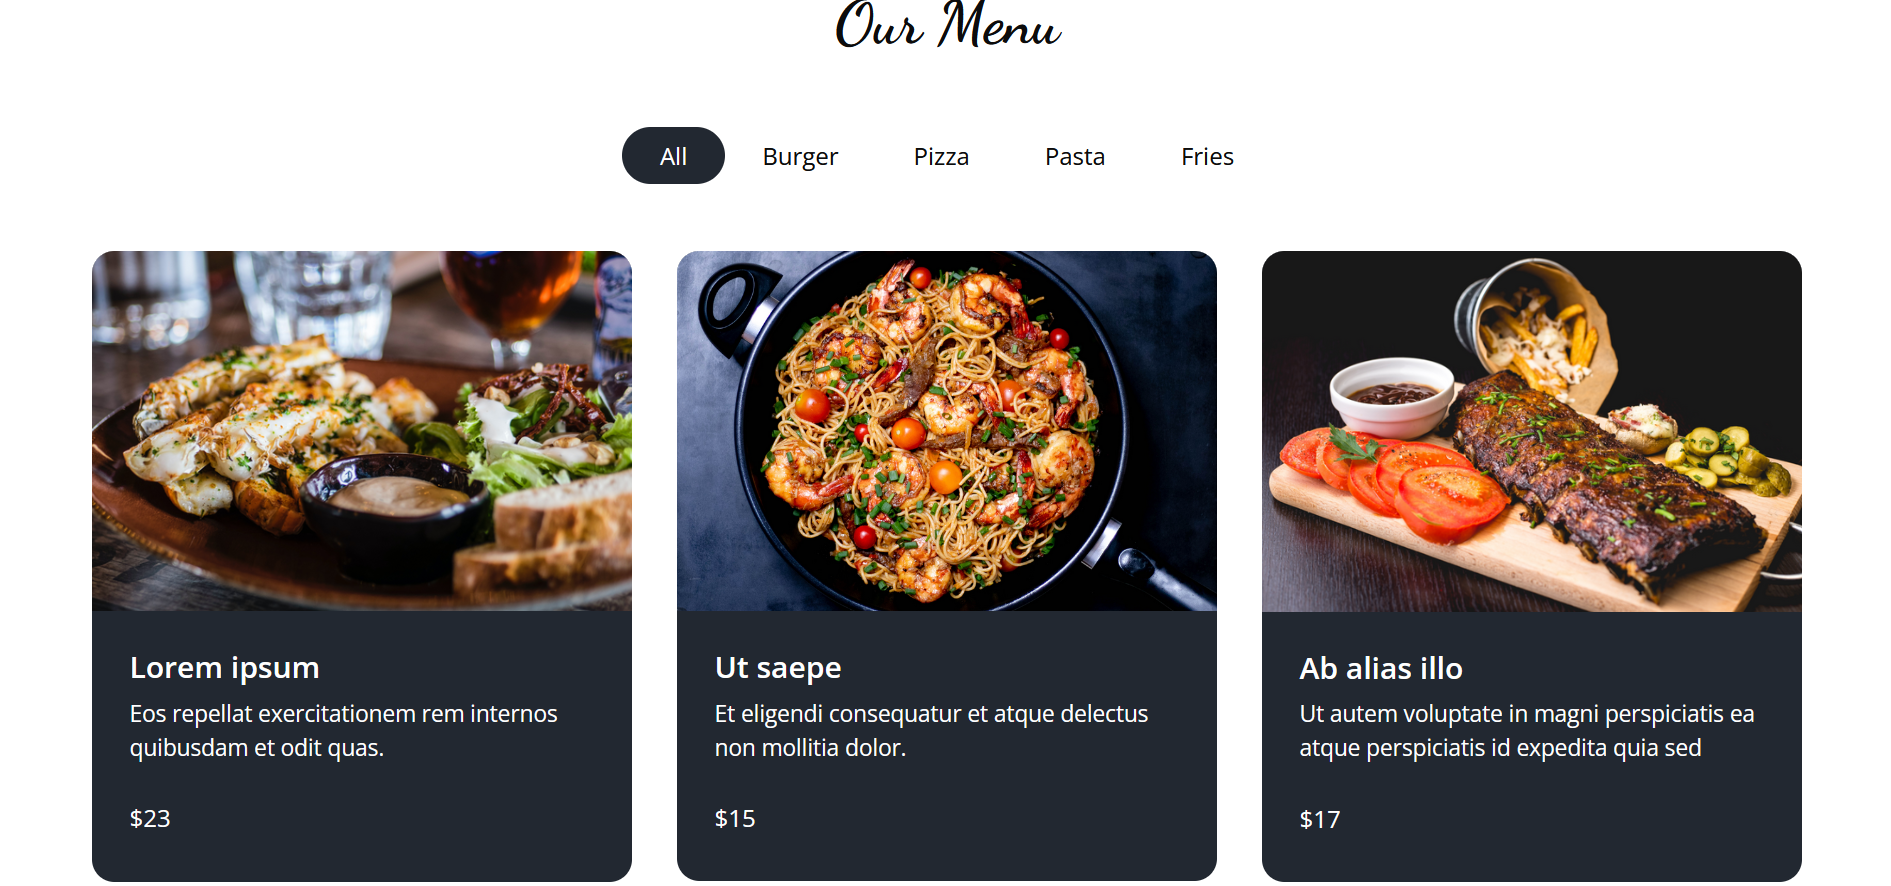 Our Menu
All Burger Pizza Pasta Fries
Lorem ipsum
Eos repellat exercitationem rem internos
quibusdam et odit quas.
$23
Ut saepe
Et eligendi consequatur et atque delectus
non mollitia dolor.
$15
Ab alias illo
Ut autem voluptate in magni perspiciatis ea
atque perspiciatis id expedita quia sed
$17